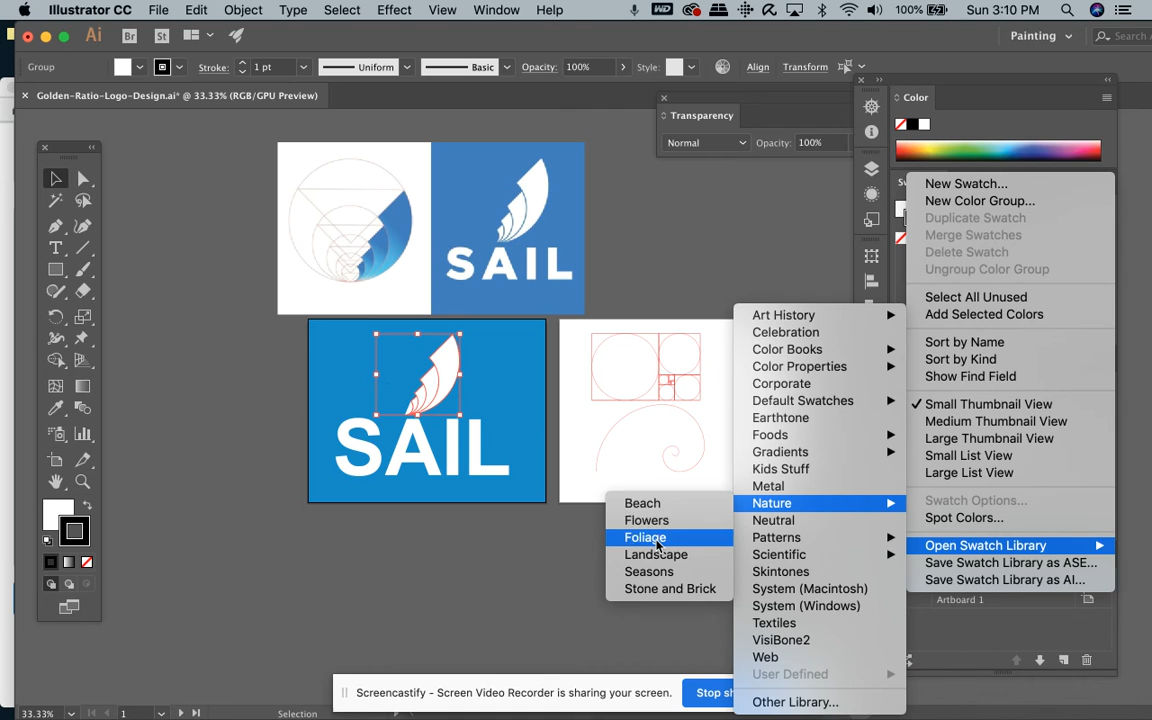 Illustrator CC File Edit Object Type Select Effect View Window Help
100% Sun 3:10 PM
Ai Br St Painting Search
Group Stroke: 1 pt Uniform Basic Opacity: 100% Style: Align Transform
Golden-Ratio-Logo-Design.ai* @ 33.33% (RGB/GPU Preview)
Transparency
Normal Opacity: 100%
Color
SAIL
SAIL
New Swatch...
New Color Group...
Duplicate Swatch
Merge Swatches
Delete Swatch
Ungroup Color Group
Select All Unused
Add Selected Colors
Sort by Name
Sort by Kind
Show Find Field
Small Thumbnail View
Medium Thumbnail View
Large Thumbnail View
Small List View
Large List View
Swatch Options...
Spot Colors...
Open Swatch Library
Save Swatch Library as ASE...
Save Swatch Library as AI...
Artboard 1
Art History
Celebration
Color Books
Color Properties
Corporate
Default Swatches
Earthtone
Foods
Gradients
Kids Stuff
Metal
Nature
Neutral
Patterns
Scientific
Skintones
System (Macintosh)
System (Windows)
Textiles
VisiBone2
Web
User Defined
Other Library...
Beach
Flowers
Foliage
Landscape
Seasons
Stone and Brick
Screencastify - Screen Video Recorder is sharing your screen. Stop
33.33% 1 Selection